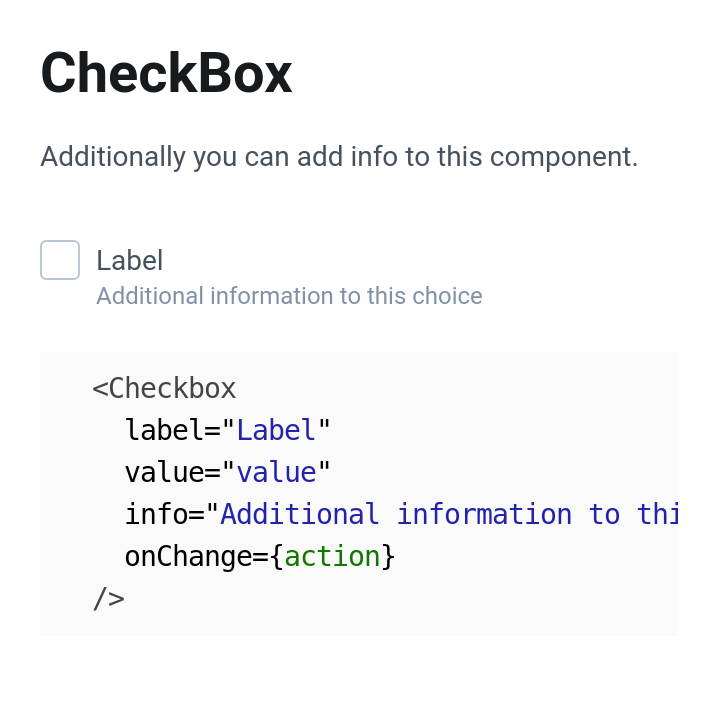 CheckBox
Additionally you can add info to this component.
Label
Additional information to this choice
<Checkbox
label="Label"
value="value"
info="Additional information to thi
onChange={action}
/>